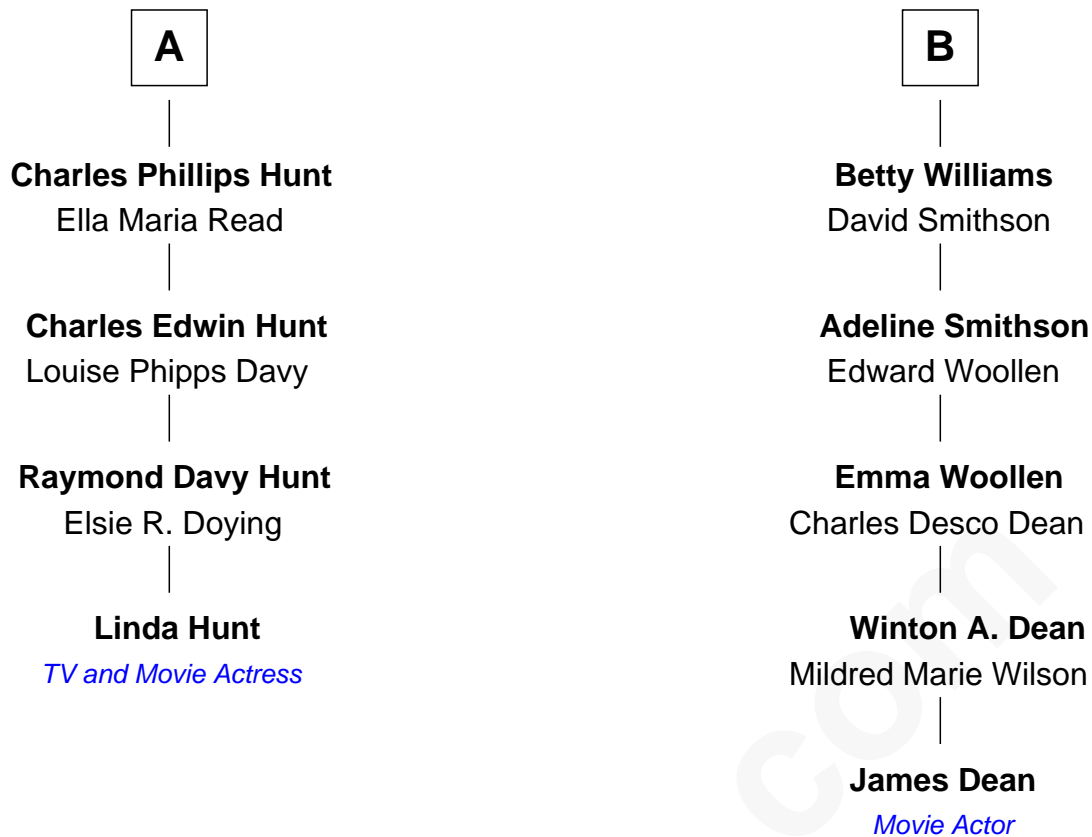 A
Charles Phillips Hunt
Ella Maria Read
Charles Edwin Hunt
Louise Phipps Davy
Raymond Davy Hunt
Elsie R. Doying
Linda Hunt
TV and Movie Actress
B
Betty Williams
David Smithson
Adeline Smithson
Edward Woollen
Emma Woollen
Charles Desco Dean
Winton A. Dean
Mildred Marie Wilson
James Dean
Movie Actor
com